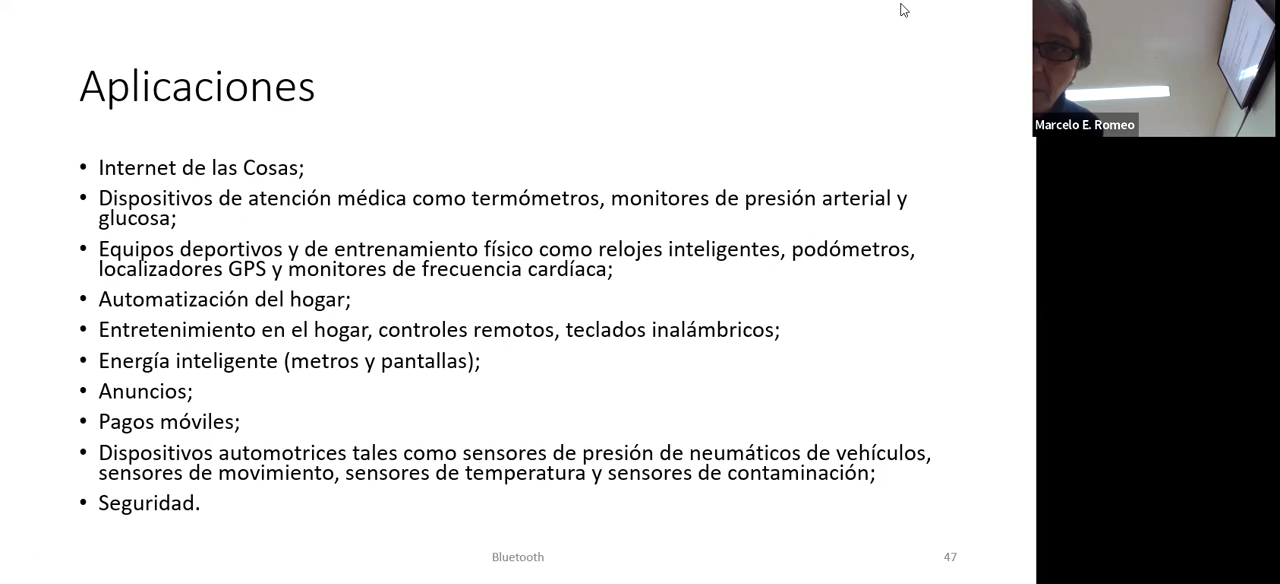 Aplicaciones
• Internet de las Cosas;
• Dispositivos de atención médica como termómetros, monitores de presión arterial y
glucosa;
• Equipos deportivos y de entrenamiento físico como relojes inteligentes, podómetros,
localizadores GPS y monitores de frecuencia cardíaca;
• Automatización del hogar;
• Entretenimiento en el hogar, controles remotos, teclados inalámbricos;
• Energía inteligente (metros y pantallas);
• Anuncios;
• Pagos móviles;
• Dispositivos automotrices tales como sensores de presión de neumáticos de vehículos,
sensores de movimiento, sensores de temperatura y sensores de contaminación;
• Seguridad.
Bluetooth
47
Marcelo E. Romeo